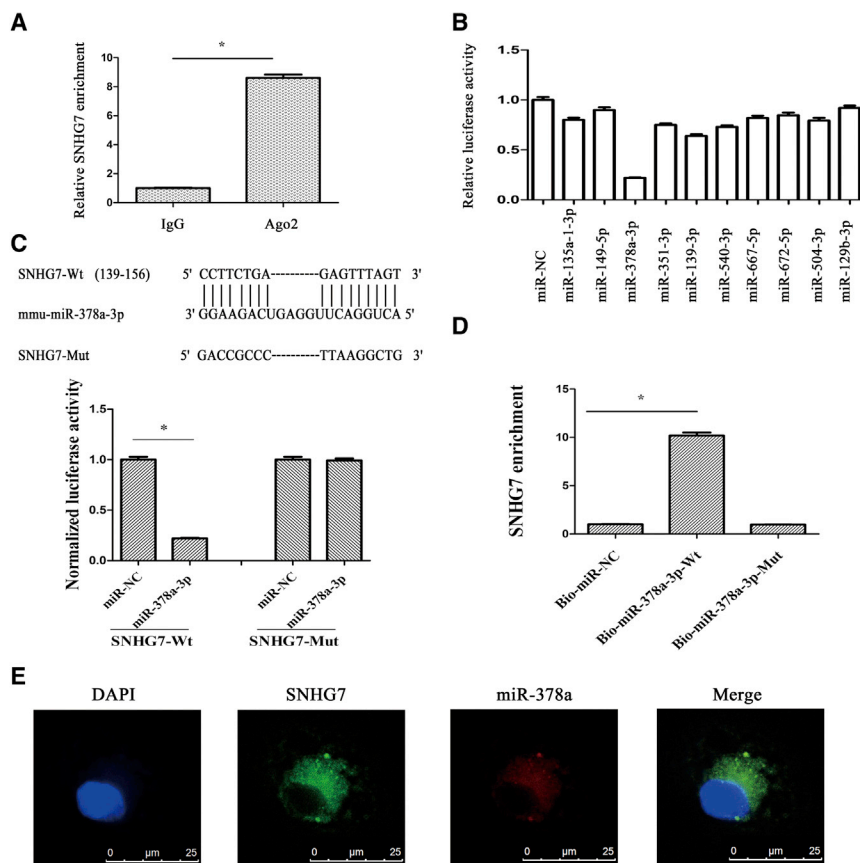 A
Relative SNHG7 enrichment
10
8
6
4
2
0
*
IgG
Ago2
B
Relative luciferase activity
1.5
1.0
0.5
0.0
miR-NC
miR-135a-1-3p
miR-149-5p
miR-378a-3p
miR-351-3p
miR-139-3p
miR-540-3p
miR-667-5p
miR-672-5p
miR-504-3p
miR-129b-3p
C
SNHG7-Wt (139-156) 5' CCTTCTGA----------GAGTTTAGT 3'
mmu-miR-378a-3p 3' GGAAGACUGAGGUUCAGGUCA 5'
SNHG7-Mut 5' GACCGCCC----------TTAAGGCTG 3'
Normalized luciferase activity
1.5
1.0
0.5
0.0
*
miR-NC
miR-378a-3p
miR-NC
miR-378a-3p
SNHG7-Wt
SNHG7-Mut
D
SNHG7 enrichment
15
10
5
0
*
Bio-miR-NC
Bio-miR-378a-3p-Wt
Bio-miR-378a-3p-Mut
E
DAPI
SNHG7
miR-378a
Merge
0 µm 25
0 µm 25
0 µm 25
0 µm 25